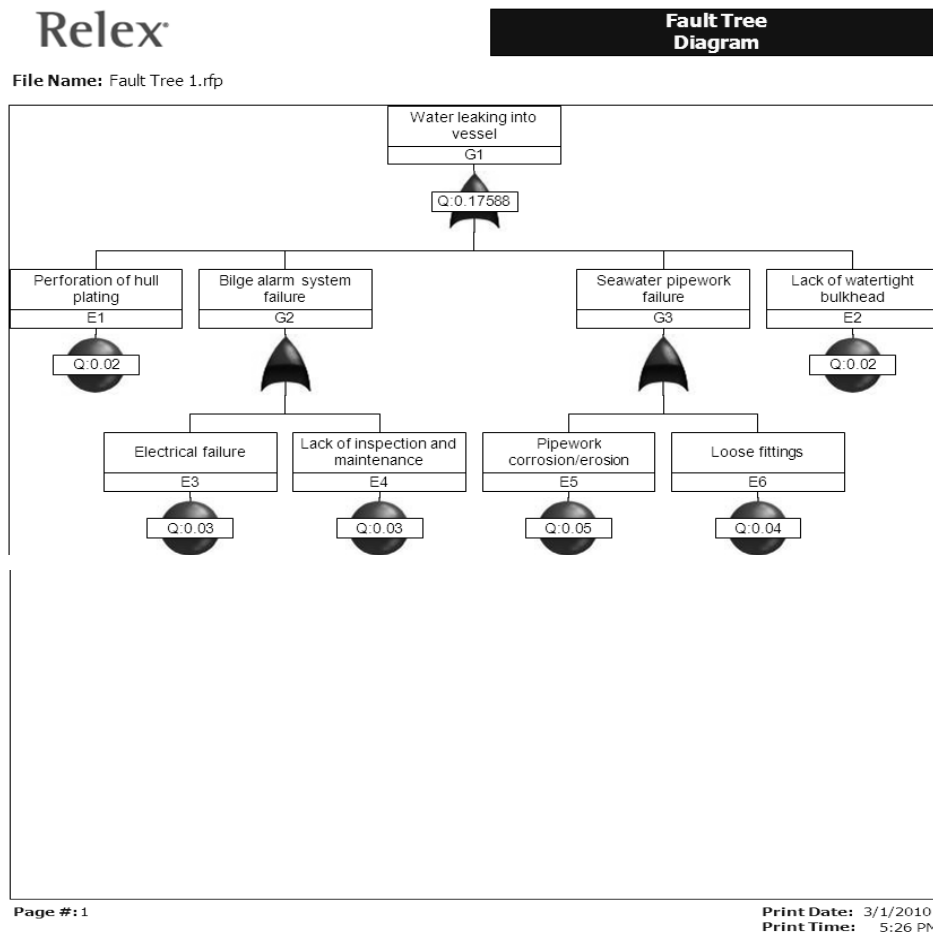 Relex
Fault Tree
Diagram
File Name: Fault Tree 1.rfp
Water leaking into
vessel
G1
Q:0.17588
Perforation of hull
plating
E1
Q:0.02
Bilge alarm system
failure
G2
Seawater pipework
failure
G3
Lack of watertight
bulkhead
E2
Q:0.02
Electrical failure
E3
Q:0.03
Lack of inspection and
maintenance
E4
Q:0.03
Pipework
corrosion/erosion
E5
Q:0.05
Loose fittings
E6
Q:0.04
Page #: 1
Print Date: 3/1/2010
Print Time: 5:26 PM